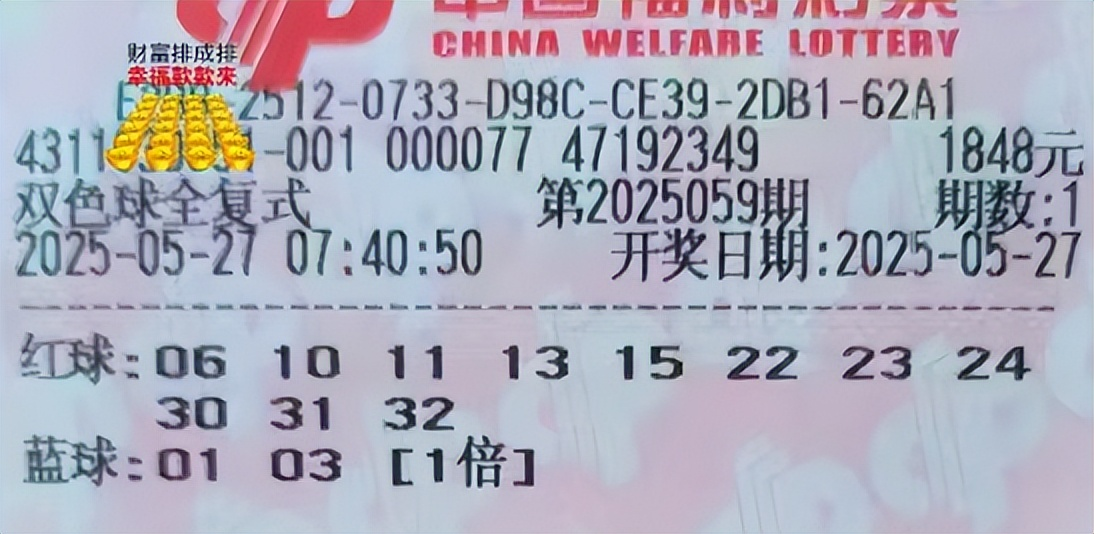 CHINA WELFARE LOTTERY
财富排成排
幸福款款来
2512-0733-D98C-CE39-2DB1-62A1
4311 -001 000077 47192349 1848元
双色球全复式 第2025059期 期数:1
2025-05-27 07:40:50 开奖日期:2025-05-27
红球:06 10 11 13 15 22 23 24
30 31 32
蓝球:01 03 [1倍]